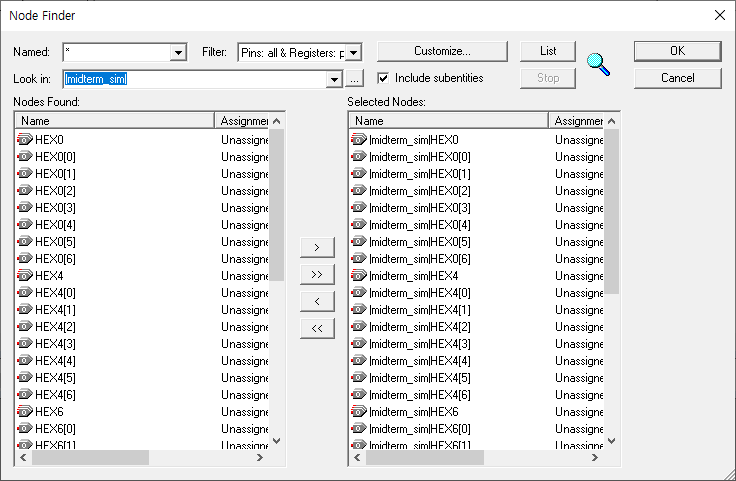 Node Finder
Named: * Filter: Pins: all & Registers: p Customize... List OK
Look in: |midterm_sim| ... Include subentities Stop Cancel
Nodes Found:
Name Assignmer
HEX0 Unassigne
HEX0[0] Unassigne
HEX0[1] Unassigne
HEX0[2] Unassigne
HEX0[3] Unassigne
HEX0[4] Unassigne
HEX0[5] Unassigne
HEX0[6] Unassigne
HEX4 Unassigne
HEX4[0] Unassigne
HEX4[1] Unassigne
HEX4[2] Unassigne
HEX4[3] Unassigne
HEX4[4] Unassigne
HEX4[5] Unassigne
HEX4[6] Unassigne
HEX6 Unassigne
HEX6[0] Unassigne
HEX6[1] Unassigne
>
>>
<
<<
Selected Nodes:
Name Assignmer
|midterm_sim|HEX0 Unassigne
|midterm_sim|HEX0[0] Unassigne
|midterm_sim|HEX0[1] Unassigne
|midterm_sim|HEX0[2] Unassigne
|midterm_sim|HEX0[3] Unassigne
|midterm_sim|HEX0[4] Unassigne
|midterm_sim|HEX0[5] Unassigne
|midterm_sim|HEX0[6] Unassigne
|midterm_sim|HEX4 Unassigne
|midterm_sim|HEX4[0] Unassigne
|midterm_sim|HEX4[1] Unassigne
|midterm_sim|HEX4[2] Unassigne
|midterm_sim|HEX4[3] Unassigne
|midterm_sim|HEX4[4] Unassigne
|midterm_sim|HEX4[5] Unassigne
|midterm_sim|HEX4[6] Unassigne
|midterm_sim|HEX6 Unassigne
|midterm_sim|HEX6[0] Unassigne
|midterm_sim|HEX6[1] Unassigne